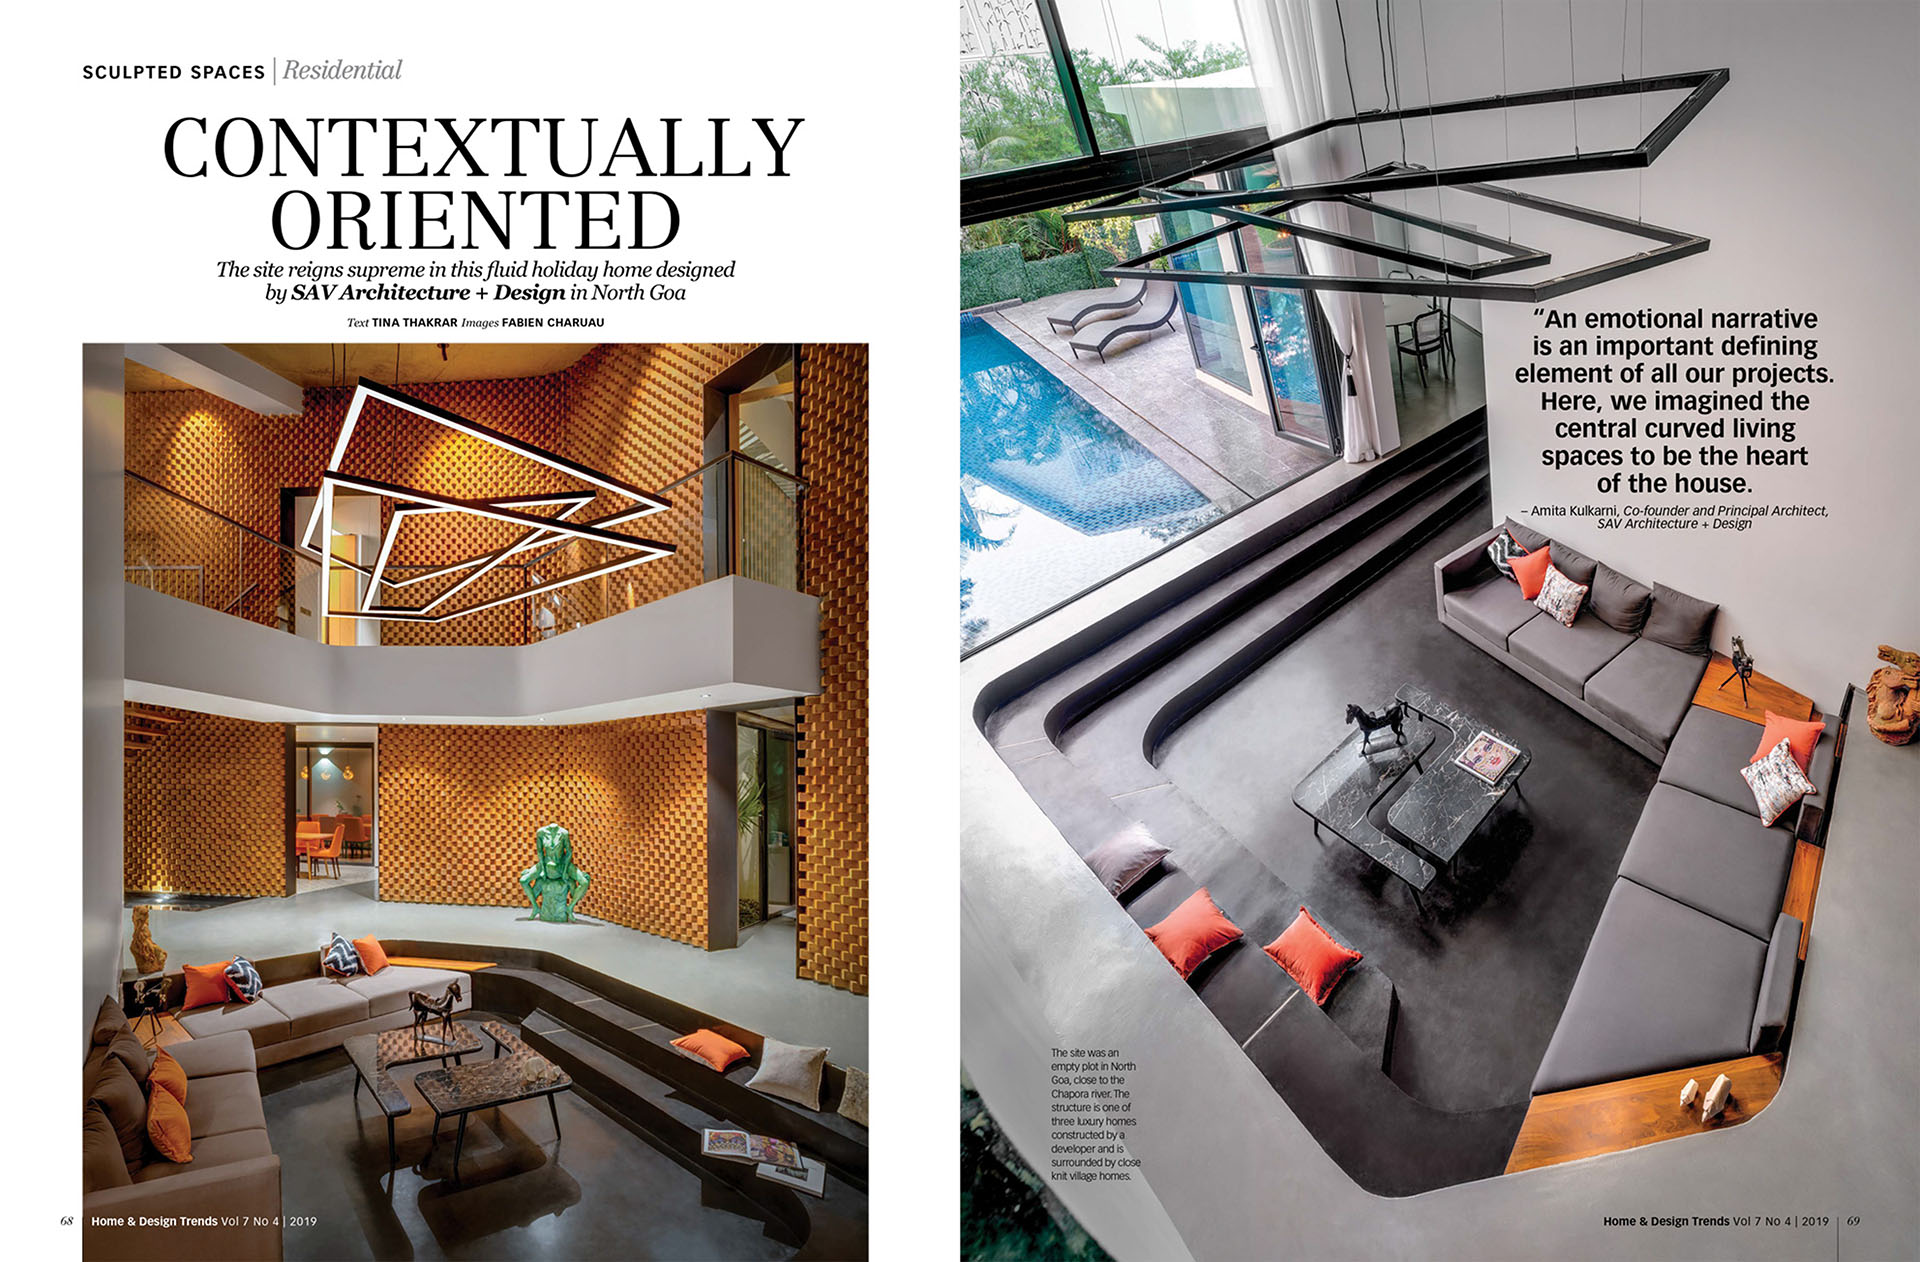 SCULPTED SPACES | Residential
CONTEXTUALLY
ORIENTED
The site reigns supreme in this fluid holiday home designed
by SAV Architecture + Design in North Goa
Text TINA THAKRAR Images FABIEN CHARUAU
68 Home & Design Trends Vol 7 No 4 | 2019
“An emotional narrative
is an important defining
element of all our projects.
Here, we imagined the
central curved living
spaces to be the heart
of the house.
– Amita Kulkarni, Co-founder and Principal Architect,
SAV Architecture + Design
The site was an
empty plot in North
Goa, close to the
Chapora river. The
structure is one of
three luxury homes
constructed by a
developer and is
surrounded by close
knit village homes.
Home & Design Trends Vol 7 No 4 | 2019 | 69